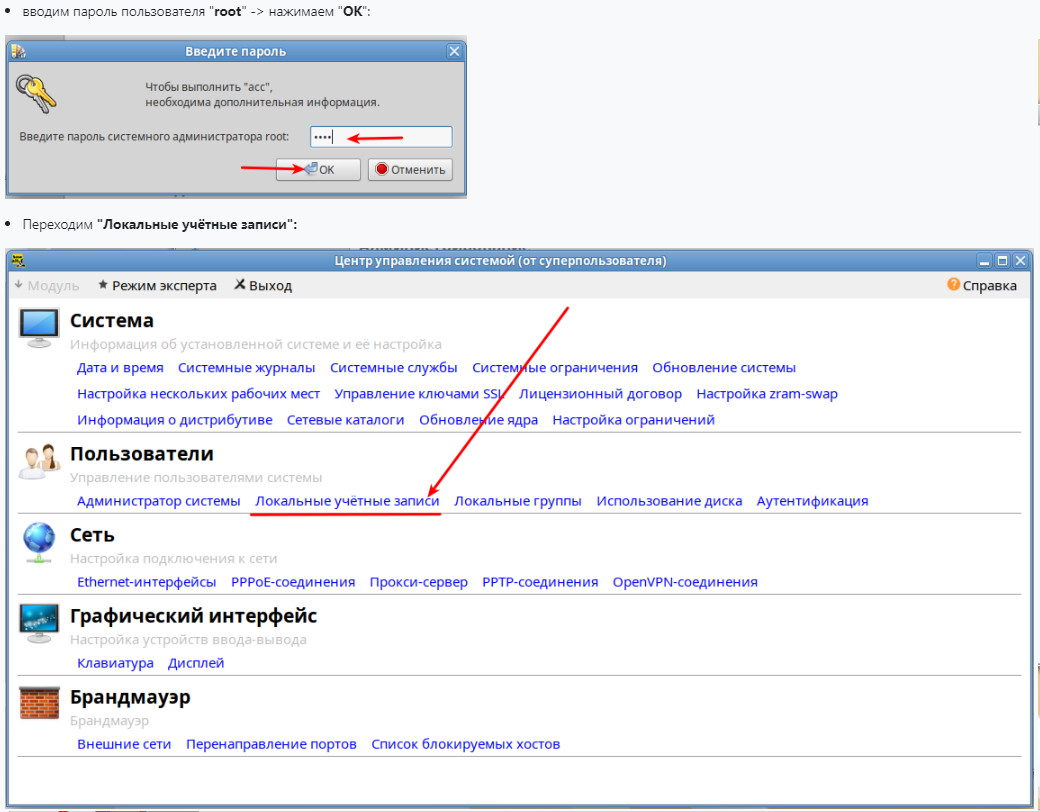 вводим пароль пользователя "root" -> нажимаем "OK":
Введите пароль
Чтобы выполнить "acc",
необходима дополнительная информация.
Введите пароль системного администратора root: ••••
OK Отменить
Переходим "Локальные учётные записи":
Центр управления системой (от суперпользователя)
Модуль Режим эксперта Выход Справка
Система
Информация об установленной системе и её настройка
Дата и время Системные журналы Системные службы Системные ограничения Обновление системы
Настройка нескольких рабочих мест Управление ключами SSL Лицензионный договор Настройка zram-swap
Информация о дистрибутиве Сетевые каталоги Обновление ядра Настройка ограничений
Пользователи
Управление пользователями системы
Администратор системы Локальные учётные записи Локальные группы Использование диска Аутентификация
Сеть
Настройка подключения к сети
Ethernet-интерфейсы PPPoE-соединения Прокси-сервер PPTP-соединения OpenVPN-соединения
Графический интерфейс
Настройка устройств ввода-вывода
Клавиатура Дисплей
Брандмауэр
Брандмауэр
Внешние сети Перенаправление портов Список блокируемых хостов